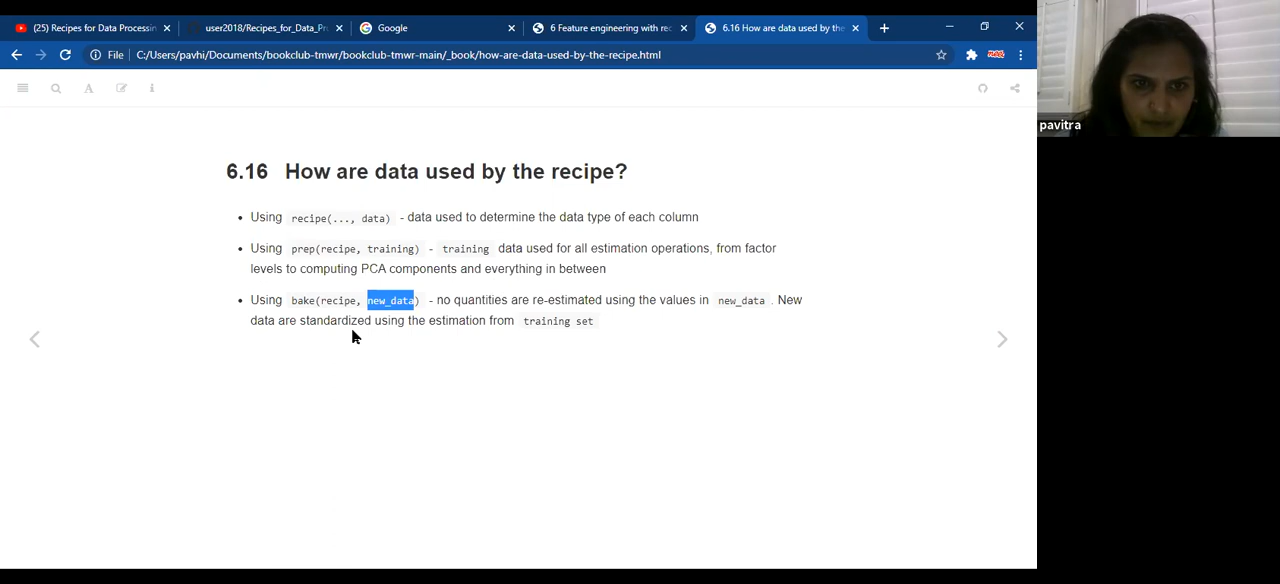 (25) Recipes for Data Processin
user2018/Recipes_for_Data_Pr
Google
6 Feature engineering with rec
6.16 How are data used by the
File
C:/Users/pavhi/Documents/bookclub-tmwr/bookclub-tmwr-main/_book/how-are-data-used-by-the-recipe.html
pavitra
6.16 How are data used by the recipe?
• Using recipe(..., data) - data used to determine the data type of each column
• Using prep(recipe, training) - training data used for all estimation operations, from factor
levels to computing PCA components and everything in between
• Using bake(recipe, new_data) - no quantities are re-estimated using the values in new_data . New
data are standardized using the estimation from training set